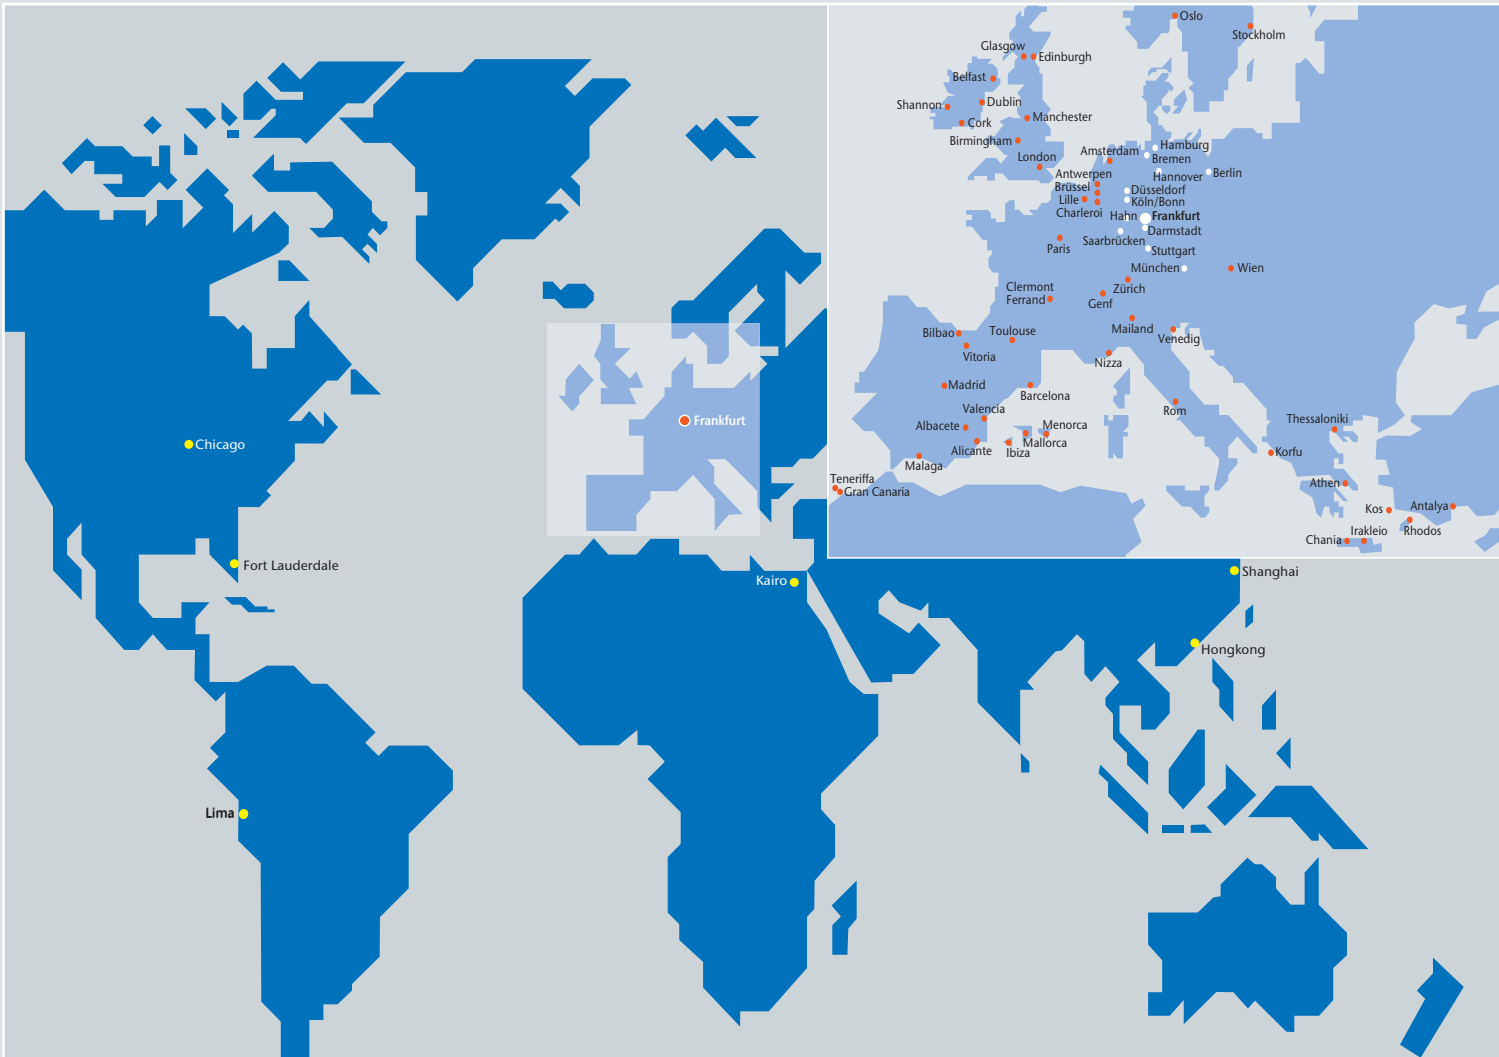 Oslo
Stockholm
Glasgow
Edinburgh
Belfast
Shannon
Dublin
Cork
Manchester
Birmingham
London
Amsterdam
Hamburg
Bremen
Hannover
Berlin
Antwerpen
Brüssel
Lille
Charleroi
Düsseldorf
Köln/Bonn
Hahn
Frankfurt
Darmstadt
Saarbrücken
Stuttgart
Paris
München
Wien
Zürich
Genf
Clermont
Ferrand
Mailand
Venedig
Bilbao
Toulouse
Vitoria
Nizza
Madrid
Barcelona
Rom
Valencia
Albacete
Menorca
Mallorca
Alicante
Ibiza
Thessaloniki
Korfu
Malaga
Teneriffa
Gran Canaria
Athen
Kos
Antalya
Chania
Irakleio
Rhodos
Frankfurt
Chicago
Fort Lauderdale
Kairo
Shanghai
Hongkong
Lima